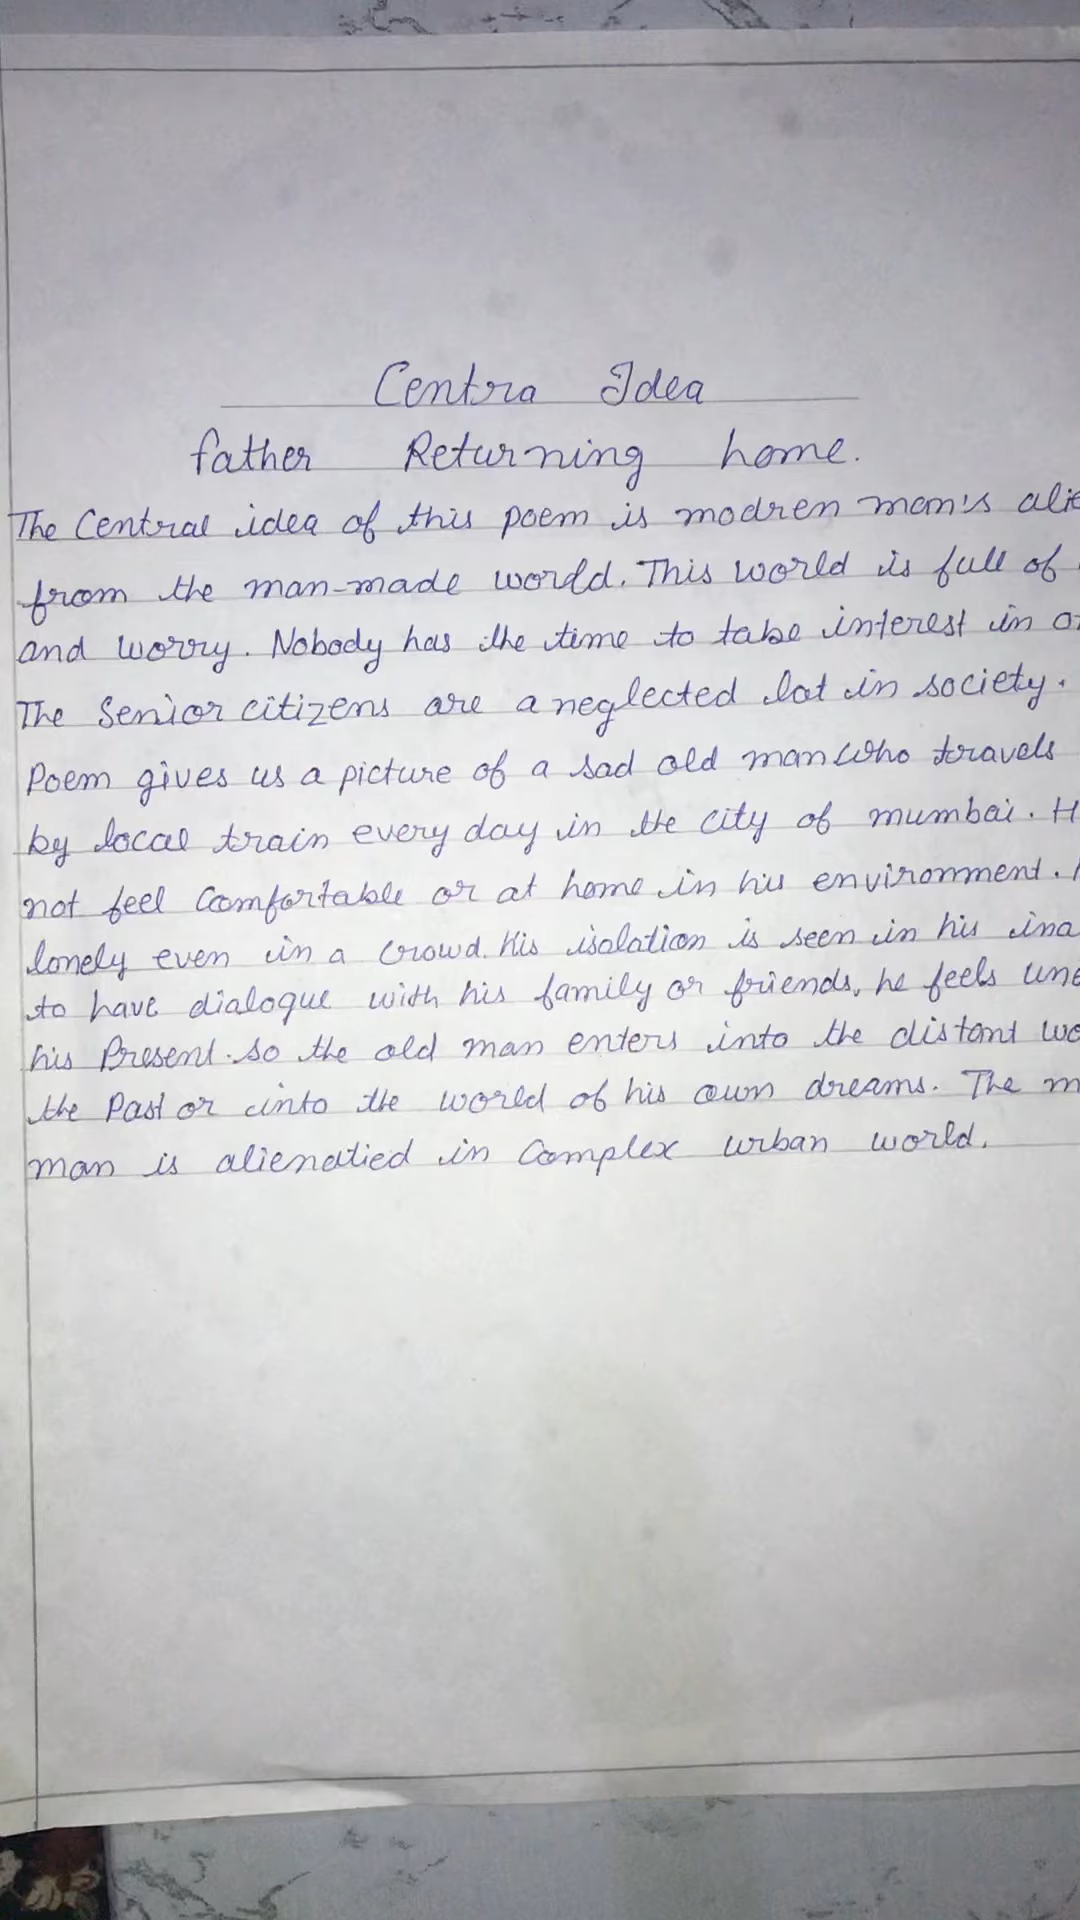 Centra Idea
father Returning home.
The Central idea of this poem is modren man's alie
from the man-made world. This world is full of
and worry. Nobody has the time to take interest in o
The Senior citizens are a neglected lot in society.
Poem gives us a picture of a sad old man who travels
by local train every day in the city of mumbai. H
not feel Comfortable or at home in his environment.
lonely even in a crowd. His isolation is seen in his ina
to have dialogue with his family or friends, he feels une
his Present. So the old man enters into the distant wo
the Past or into the world of his own dreams. The m
man is alienatied in Complex urban world.